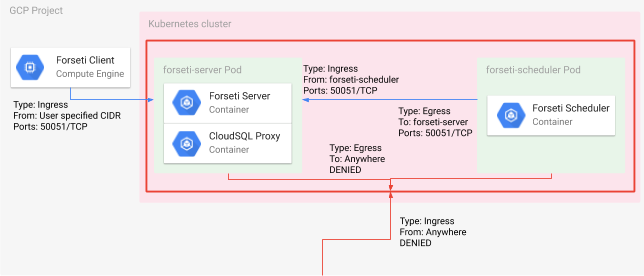 GCP Project
Kubernetes cluster
Forseti Client
Compute Engine
Type: Ingress
From: User specified CIDR
Ports: 50051/TCP
forseti-server Pod
Forseti Server
Container
CloudSQL Proxy
Container
Type: Ingress
From: forseti-scheduler
Ports: 50051/TCP
Type: Egress
To: forseti-server
Ports: 50051/TCP
Type: Egress
To: Anywhere
DENIED
forseti-scheduler Pod
Forseti Scheduler
Container
Type: Ingress
From: Anywhere
DENIED